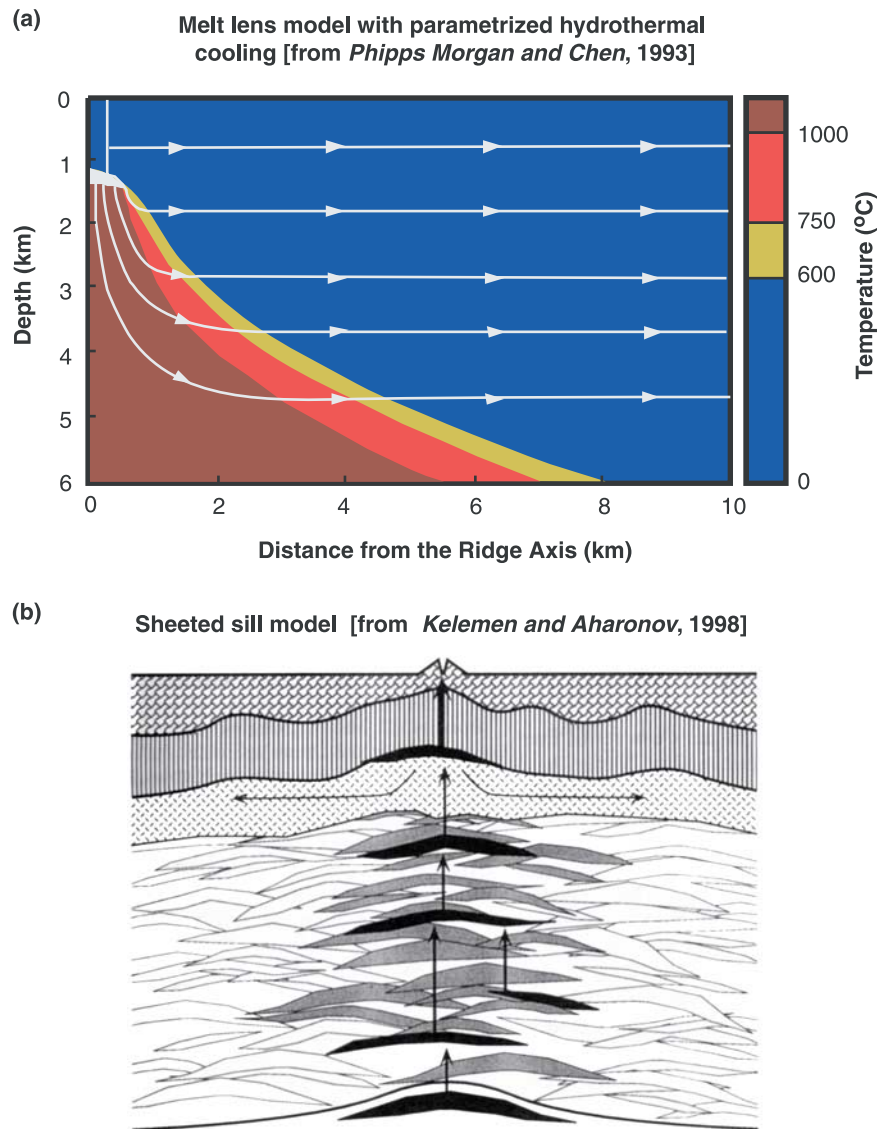 (a)
Melt lens model with parametrized hydrothermal
cooling [from Phipps Morgan and Chen, 1993]
0
1
2
3
4
5
6
Depth (km)
0
2
4
6
8
10
Distance from the Ridge Axis (km)
1000
750
600
0
Temperature (ºC)
(b)
Sheeted sill model [from Kelemen and Aharonov, 1998]